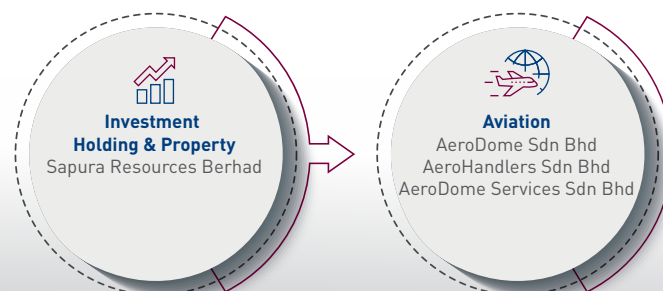 Investment
Holding & Property
Sapura Resources Berhad
Aviation
AeroDome Sdn Bhd
AeroHandlers Sdn Bhd
AeroDome Services Sdn Bhd